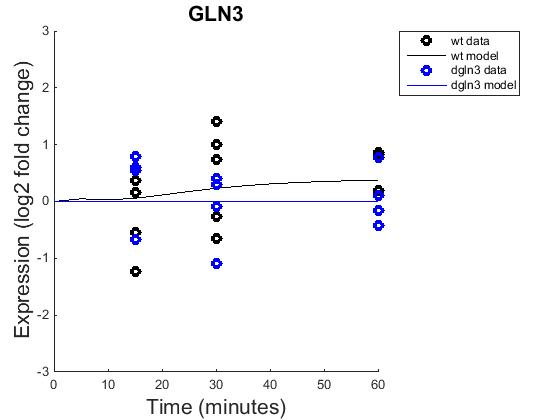 GLN3
3
2
1
0
-1
-2
-3
Expression (log2 fold change)
0
10
20
30
40
50
60
Time (minutes)
wt data
wt model
dgln3 data
dgln3 model